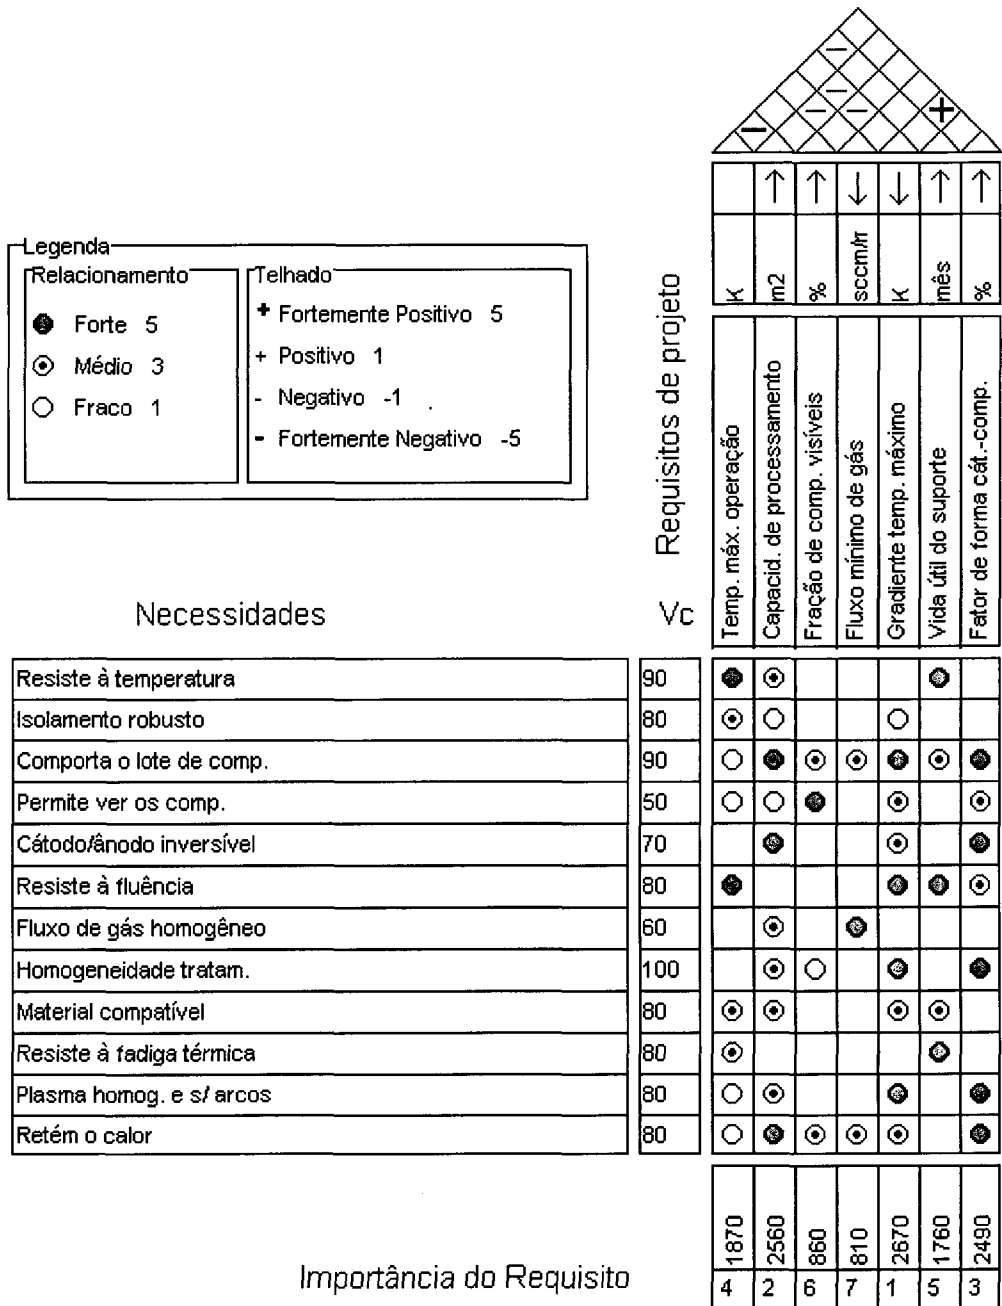 K
m2
%
sccm/m
K
mês
%
Legenda
Relacionamento
Forte 5
Médio 3
Fraco 1
Telhado
+ Fortemente Positivo 5
+ Positivo 1
- Negativo -1
- Fortemente Negativo -5
Requisitos de projeto
Temp. máx. operação
Capacid. de processamento
Fração de comp. visíveis
Fluxo mínimo de gás
Gradiente temp. máximo
Vida útil do suporte
Fator de forma cát.-comp.
Necessidades Vc
Resiste à temperatura 90
Isolamento robusto 80
Comporta o lote de comp. 90
Permite ver os comp. 50
Cátodo/ânodo inversível 70
Resiste à fluência 80
Fluxo de gás homogêneo 60
Homogeneidade tratam. 100
Material compatível 80
Resiste à fadiga térmica 80
Plasma homog. e s/ arcos 80
Retém o calor 80
Importância do Requisito
1870 2560 860 810 2670 1760 2490
4 2 6 7 1 5 3